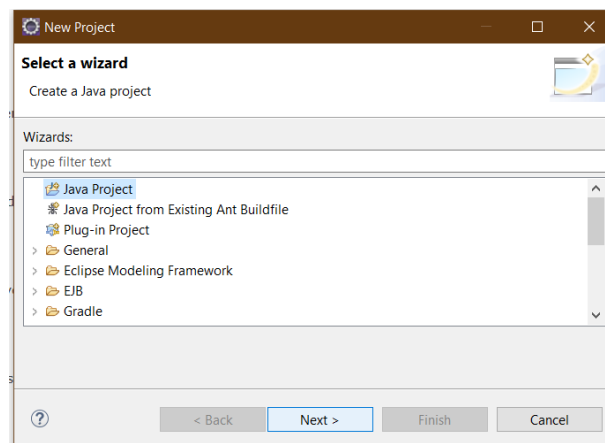 New Project
Select a wizard
Create a Java project
Wizards:
type filter text
Java Project
Java Project from Existing Ant Buildfile
Plug-in Project
General
Eclipse Modeling Framework
EJB
Gradle
? < Back Next > Finish Cancel